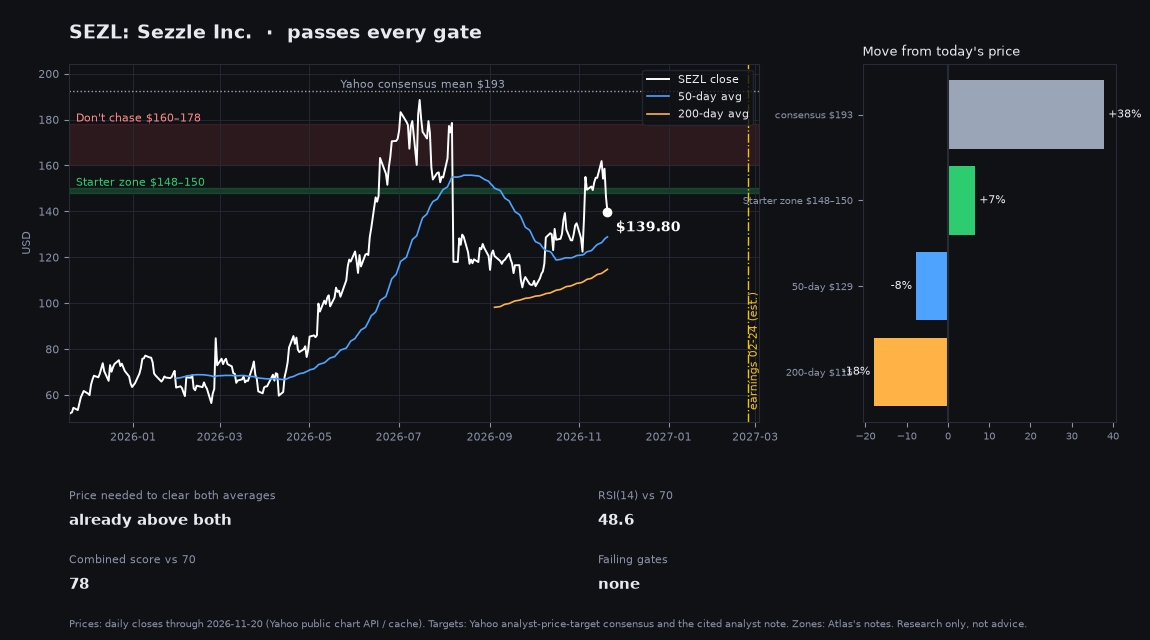 SEZL: Sezzle Inc.  ·  passes every gate
Move from today's price
200
180
160
140
120
100
80
60
USD
Yahoo consensus mean $193
Don't chase $160–178
Starter zone $148–150
SEZL close
50-day avg
200-day avg
$139.80
earnings 02-24 (est.)
2026-01
2026-03
2026-05
2026-07
2026-09
2026-11
2027-01
2027-03
consensus $193
+38%
Starter zone $148–150
+7%
50-day $129
-8%
200-day
-18%
−20
−10
0
10
20
30
40
Price needed to clear both averages
already above both
RSI(14) vs 70
48.6
Combined score vs 70
78
Failing gates
none
Prices: daily closes through 2026-11-20 (Yahoo public chart API / cache). Targets: Yahoo analyst-price-target consensus and the cited analyst note. Zones: Atlas's notes. Research only, not advice.